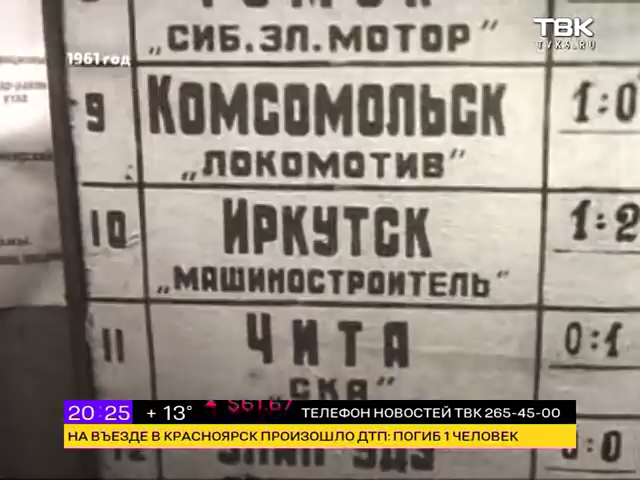 ТВК
TVK6.RU
1961 год
„СИБ. ЭЛ. МОТОР"
9 КОМСОМОЛЬСК 1:0
„ЛОКОМОТИВ"
10 ИРКУТСК 1:2
„МАШИНОСТРОИТЕЛЬ"
11 ЧИТА 0:1
„СКА"
20:25 + 13° ТЕЛЕФОН НОВОСТЕЙ ТВК 265-45-00
НА ВЪЕЗДЕ В КРАСНОЯРСК ПРОИЗОШЛО ДТП: ПОГИБ 1 ЧЕЛОВЕК